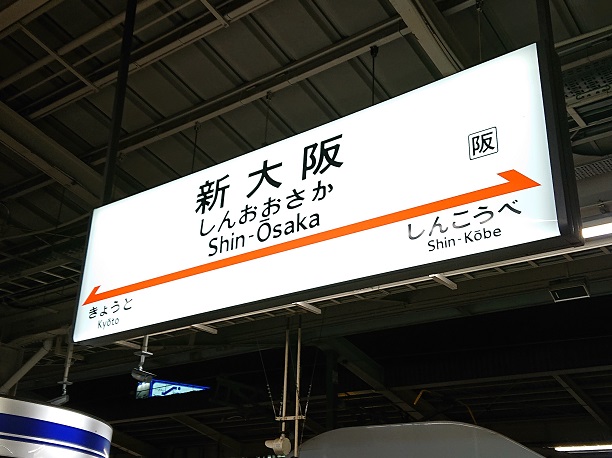 阪
新大阪
しんおおさか
Shin-Ōsaka
きょうと
Kyōto
しんこうべ
Shin-Kōbe